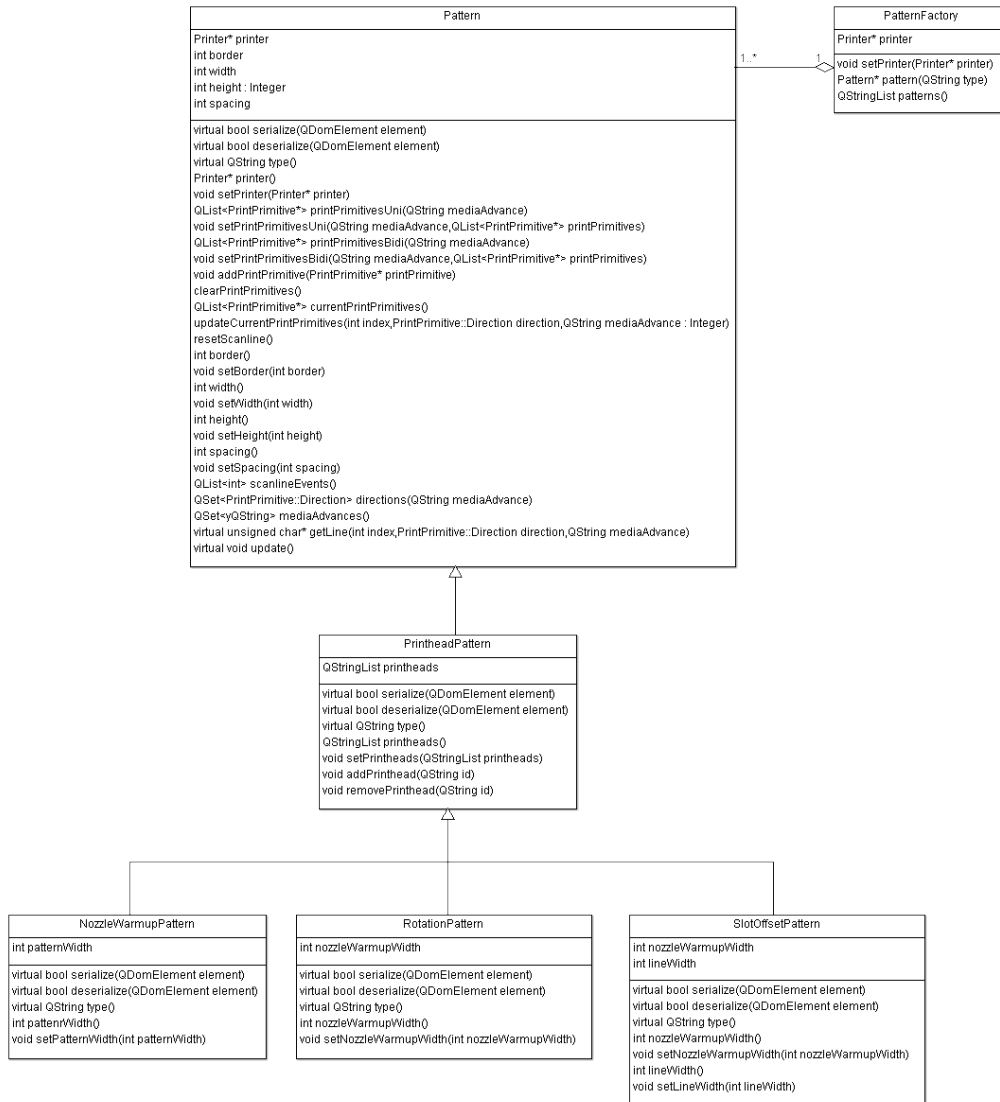 Pattern
Printer* printer
int border
int width
int height : Integer
int spacing
virtual bool serialize(QDomElement element)
virtual bool deserialize(QDomElement element)
virtual QString type()
Printer* printer()
void setPrinter(Printer* printer)
QList<PrintPrimitive*> printPrimitivesUni(QString mediaAdvance)
void setPrintPrimitivesUni(QString mediaAdvance,QList<PrintPrimitive*> printPrimitives)
QList<PrintPrimitive*> printPrimitivesBidi(QString mediaAdvance)
void setPrintPrimitivesBidi(QString mediaAdvance,QList<PrintPrimitive*> printPrimitives)
void addPrintPrimitive(PrintPrimitive* printPrimitive)
clearPrintPrimitives()
QList<PrintPrimitive*> currentPrintPrimitives()
updateCurrentPrintPrimitives(int index,PrintPrimitive::Direction direction,QString mediaAdvance : Integer)
resetScanline()
int border()
void setBorder(int border)
int width()
void setWidth(int width)
int height()
void setHeight(int height)
int spacing()
void setSpacing(int spacing)
QList<int> scanlineEvents()
QSet<PrintPrimitive::Direction> directions(QString mediaAdvance)
QSet<yQString> mediaAdvances()
virtual unsigned char* getLine(int index,PrintPrimitive::Direction direction,QString mediaAdvance)
virtual void update()
1..*
1
PatternFactory
Printer* printer
void setPrinter(Printer* printer)
Pattern* pattern(QString type)
QStringList patterns()
PrintheadPattern
QStringList printheads
virtual bool serialize(QDomElement element)
virtual bool deserialize(QDomElement element)
virtual QString type()
QStringList printheads()
void setPrintheads(QStringList printheads)
void addPrinthead(QString id)
void removePrinthead(QString id)
NozzleWarmupPattern
int patternWidth
virtual bool serialize(QDomElement element)
virtual bool deserialize(QDomElement element)
virtual QString type()
int pattenrWidth()
void setPatternWidth(int patternWidth)
RotationPattern
int nozzleWarmupWidth
virtual bool serialize(QDomElement element)
virtual bool deserialize(QDomElement element)
virtual QString type()
int nozzleWarmupWidth()
void setNozzleWarmupWidth(int nozzleWarmupWidth)
SlotOffsetPattern
int nozzleWarmupWidth
int lineWidth
virtual bool serialize(QDomElement element)
virtual bool deserialize(QDomElement element)
virtual QString type()
int nozzleWarmupWidth()
void setNozzleWarmupWidth(int nozzleWarmupWidth)
int lineWidth()
void setLineWidth(int lineWidth)